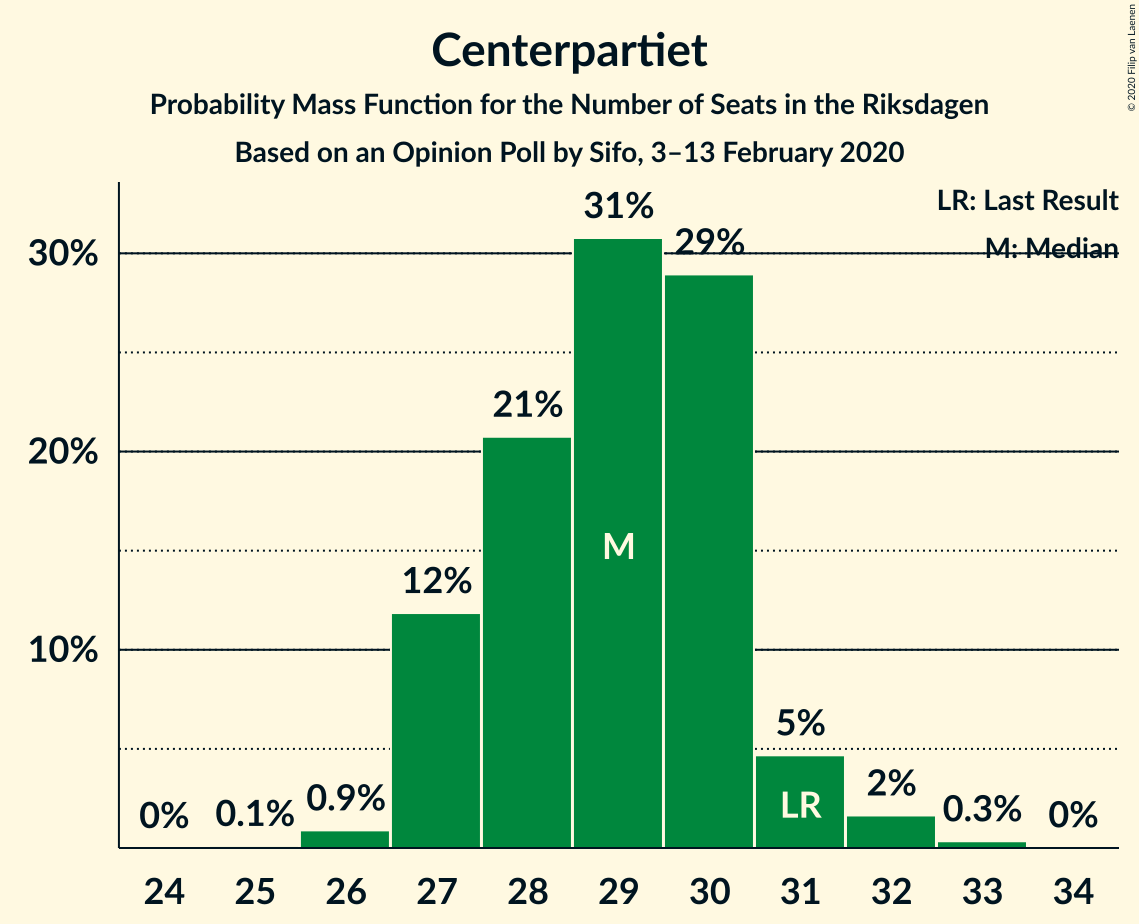 Centerpartiet
Probability Mass Function for the Number of Seats in the Riksdagen
Based on an Opinion Poll by Sifo, 3–13 February 2020
© 2020 Filip van Laenen
LR: Last Result
M: Median
30%
20%
10%
0%
0.1%
0.9%
12%
21%
31%
29%
5%
2%
0.3%
0%
M
LR
24 25 26 27 28 29 30 31 32 33 34